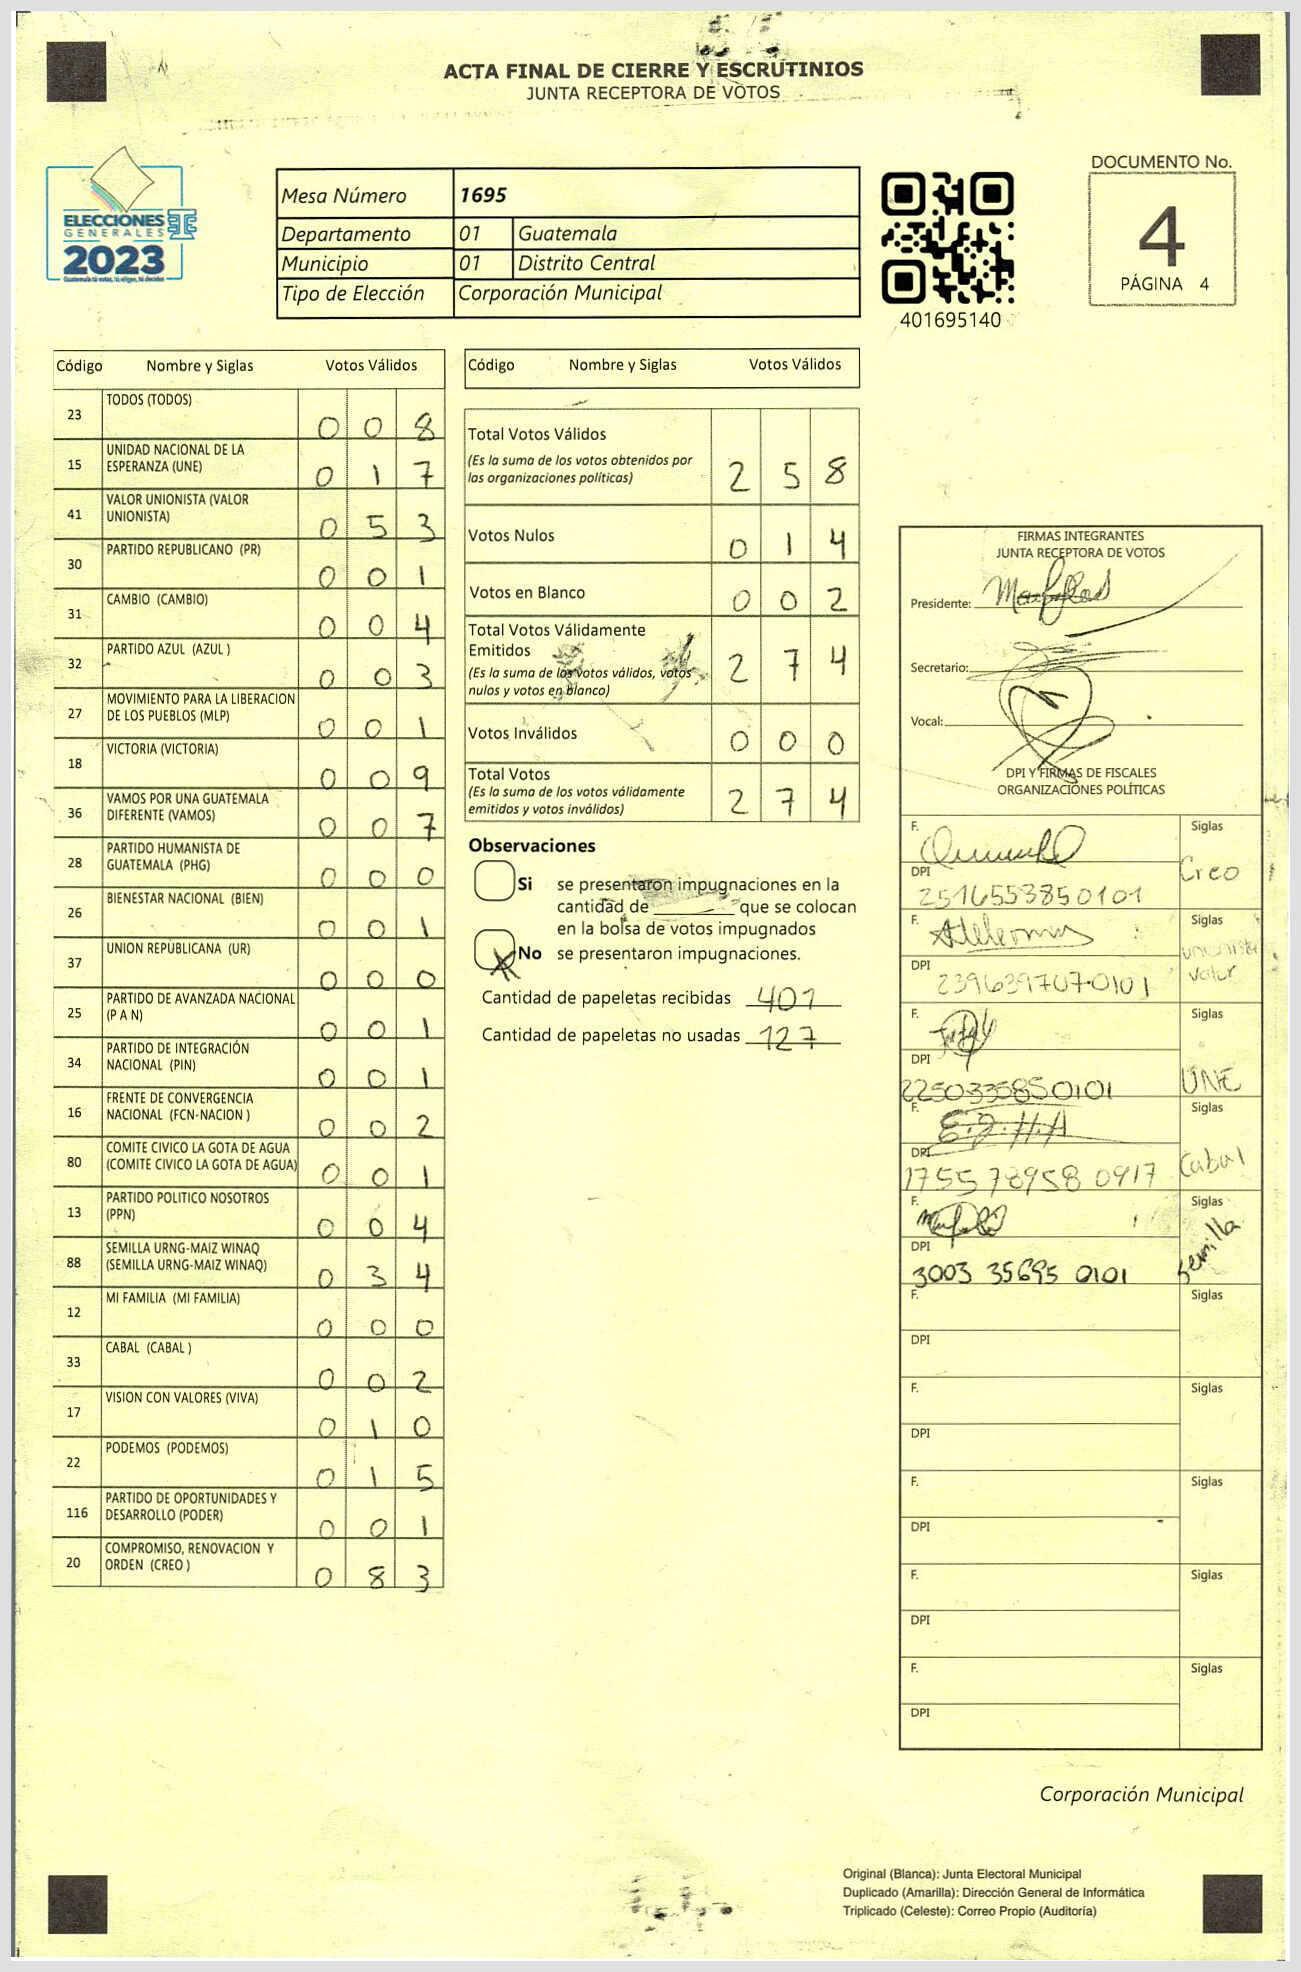 ACTA FINAL DE CIERRE Y ESCRUTINIOS
JUNTA RECEPTORA DE VOTOS
ELECCIONES
GENERALES
2023
Guatemala tú votas, tú eliges, tú decides
Mesa Número 1695
Departamento 01 Guatemala
Municipio 01 Distrito Central
Tipo de Elección Corporación Municipal
401695140
DOCUMENTO No.
4
PÁGINA 4
Código Nombre y Siglas Votos Válidos
23 TODOS (TODOS) 0 0 8
15 UNIDAD NACIONAL DE LA
ESPERANZA (UNE) 0 1 7
41 VALOR UNIONISTA (VALOR
UNIONISTA) 0 5 3
30 PARTIDO REPUBLICANO (PR) 0 0 1
31 CAMBIO (CAMBIO) 0 0 4
32 PARTIDO AZUL (AZUL ) 0 0 3
27 MOVIMIENTO PARA LA LIBERACION
DE LOS PUEBLOS (MLP) 0 0 1
18 VICTORIA (VICTORIA) 0 0 9
36 VAMOS POR UNA GUATEMALA
DIFERENTE (VAMOS) 0 0 7
28 PARTIDO HUMANISTA DE
GUATEMALA (PHG) 0 0 0
26 BIENESTAR NACIONAL (BIEN) 0 0 1
37 UNION REPUBLICANA (UR) 0 0 0
25 PARTIDO DE AVANZADA NACIONAL
(P A N) 0 0 1
34 PARTIDO DE INTEGRACIÓN
NACIONAL (PIN) 0 0 1
16 FRENTE DE CONVERGENCIA
NACIONAL (FCN-NACION ) 0 0 2
80 COMITE CIVICO LA GOTA DE AGUA
(COMITE CIVICO LA GOTA DE AGUA) 0 0 1
13 PARTIDO POLITICO NOSOTROS
(PPN) 0 0 4
88 SEMILLA URNG-MAIZ WINAQ
(SEMILLA URNG-MAIZ WINAQ) 0 3 4
12 MI FAMILIA (MI FAMILIA) 0 0 0
33 CABAL (CABAL ) 0 0 2
17 VISION CON VALORES (VIVA) 0 1 0
22 PODEMOS (PODEMOS) 0 1 5
116 PARTIDO DE OPORTUNIDADES Y
DESARROLLO (PODER) 0 0 1
20 COMPROMISO, RENOVACION Y
ORDEN (CREO ) 0 8 3
Código Nombre y Siglas Votos Válidos
Total Votos Válidos
(Es la suma de los votos obtenidos por
las organizaciones políticas) 2 5 8
Votos Nulos 0 1 4
Votos en Blanco 0 0 2
Total Votos Válidamente
Emitidos 2 7 4
(Es la suma de los votos válidos, votos
nulos y votos en blanco)
Votos Inválidos 0 0 0
Total Votos
(Es la suma de los votos válidamente
emitidos y votos inválidos) 2 7 4
Observaciones
Si se presentaron impugnaciones en la
cantidad de ________ que se colocan
en la bolsa de votos impugnados
No se presentaron impugnaciones.
Cantidad de papeletas recibidas 401
Cantidad de papeletas no usadas 127
FIRMAS INTEGRANTES
JUNTA RECEPTORA DE VOTOS
Presidente:
Secretario:
Vocal:
DPI Y FIRMAS DE FISCALES
ORGANIZACIONES POLÍTICAS
F. Siglas
Creo
DPI
2516553850101
F. Siglas
unionista
valor
DPI
239639707-0101
F. Siglas
DPI UNE
2250335850101
F. E.J.H.A Siglas
DPI Cabal
1755 78958 0917
F. Siglas
Semilla
DPI
3003 35695 0101
F. Siglas
DPI
F. Siglas
DPI
F. Siglas
DPI
F. Siglas
DPI
F. Siglas
DPI
Corporación Municipal
Original (Blanca): Junta Electoral Municipal
Duplicado (Amarilla): Dirección General de Informática
Triplicado (Celeste): Correo Propio (Auditoría)